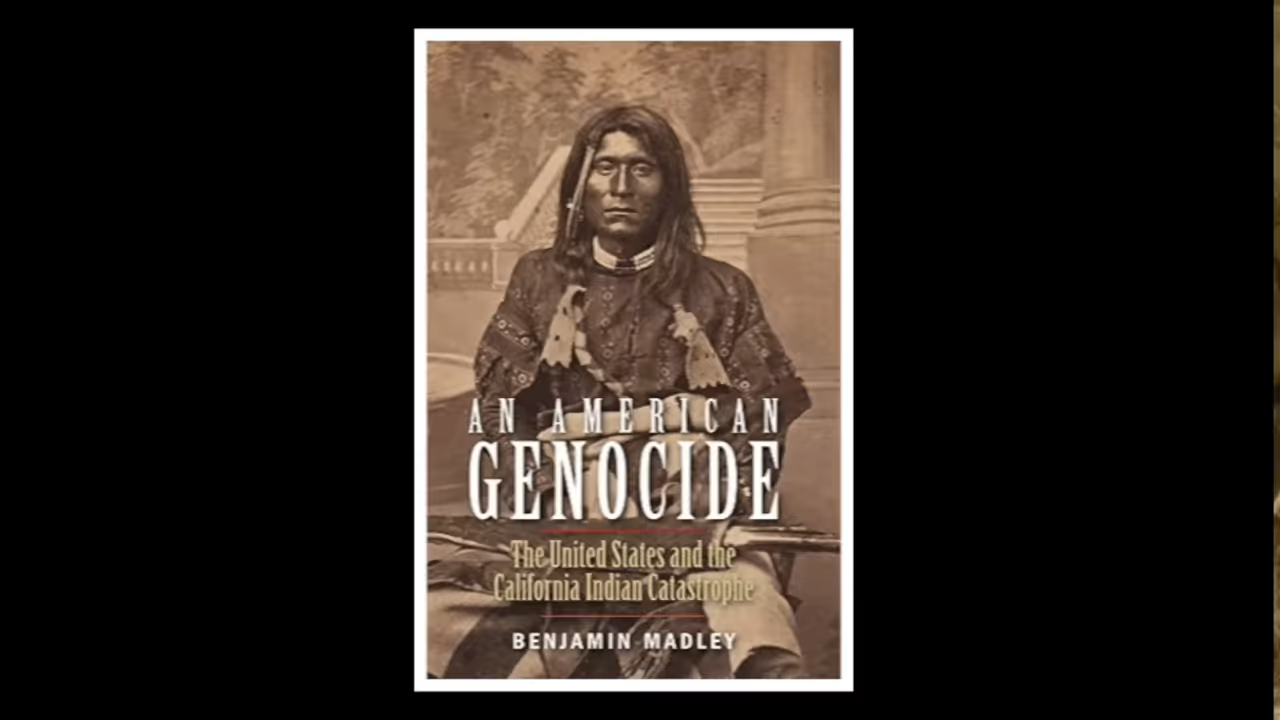 AN AMERICAN
GENOCIDE
The United States and the
California Indian Catastrophe
BENJAMIN MADLEY